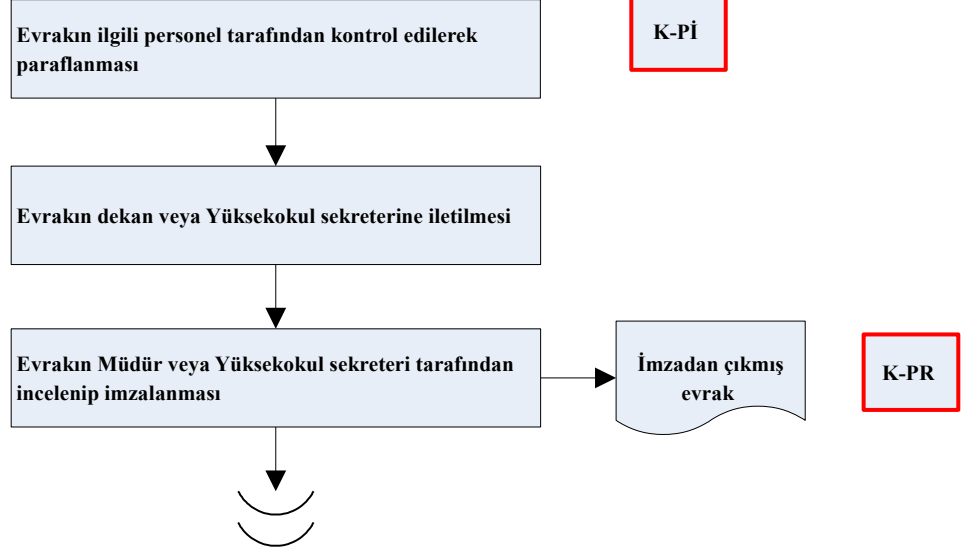 Evrakın ilgili personel tarafından kontrol edilerek
paraflanması
K-Pİ
Evrakın dekan veya Yüksekokul sekreterine iletilmesi
Evrakın Müdür veya Yüksekokul sekreteri tarafından
incelenip imzalanması
İmzadan çıkmış
evrak
K-PR